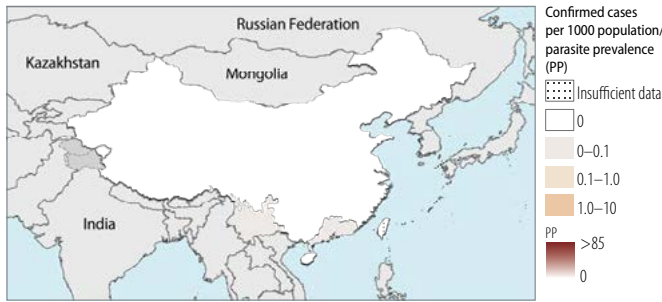 Russian Federation
Kazakhstan
Mongolia
India
Confirmed cases
per 1000 population/
parasite prevalence
(PP)
Insufficient data
0
0–0.1
0.1–1.0
1.0–10
PP
>85
0